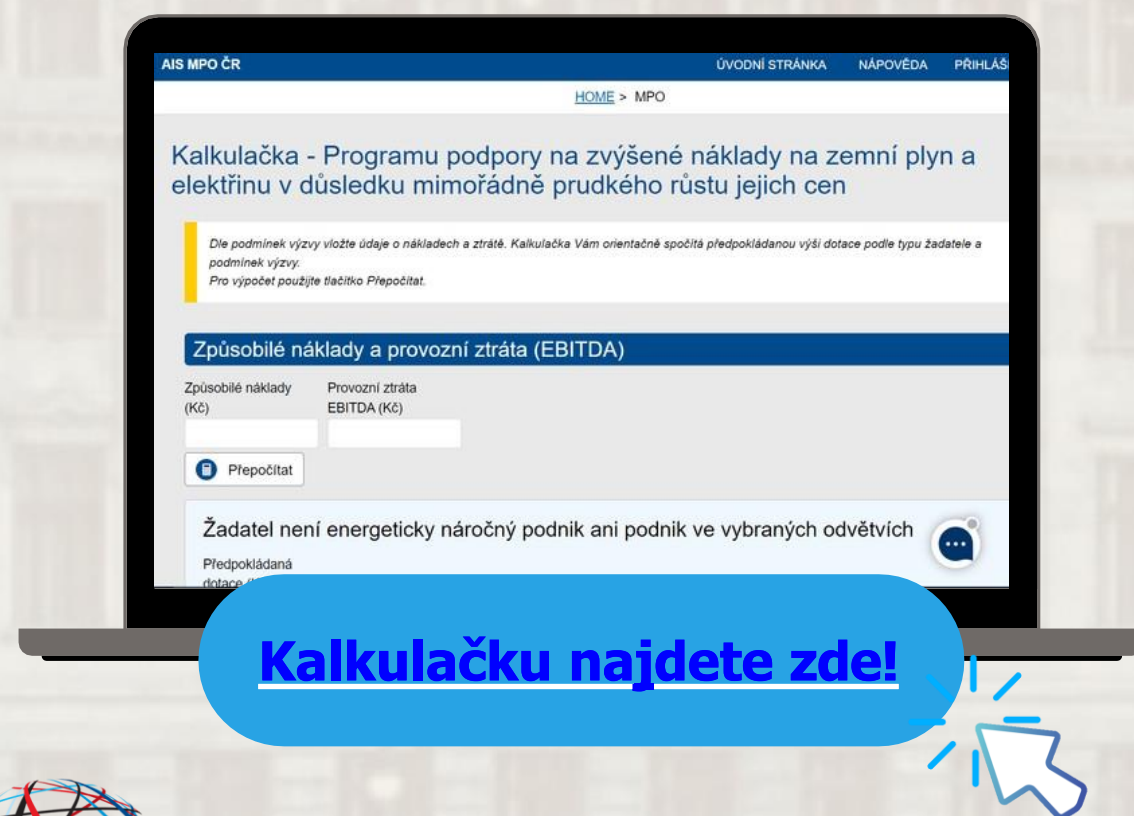 AIS MPO ČR ÚVODNÍ STRÁNKA NÁPOVĚDA
HOME > MPO
Kalkulačka - Programu podpory na zvýšené náklady na zemní plyn a
elektřinu v důsledku mimořádně prudkého růstu jejich cen
Dle podmínek výzvy vložte údaje o nákladech a ztrátě. Kalkulačka Vám orientačně spočítá předpokládanou výši dotace podle typu žadatele a
podmínek výzvy.
Pro výpočet použijte tlačítko Přepočítat.
Způsobilé náklady a provozní ztráta (EBITDA)
Způsobilé náklady Provozní ztráta
(Kč) EBITDA (Kč)
Přepočítat
Žadatel není energeticky náročný podnik ani podnik ve vybraných odvětvích
Předpokládaná
dotace
Kalkulačku najdete zde!